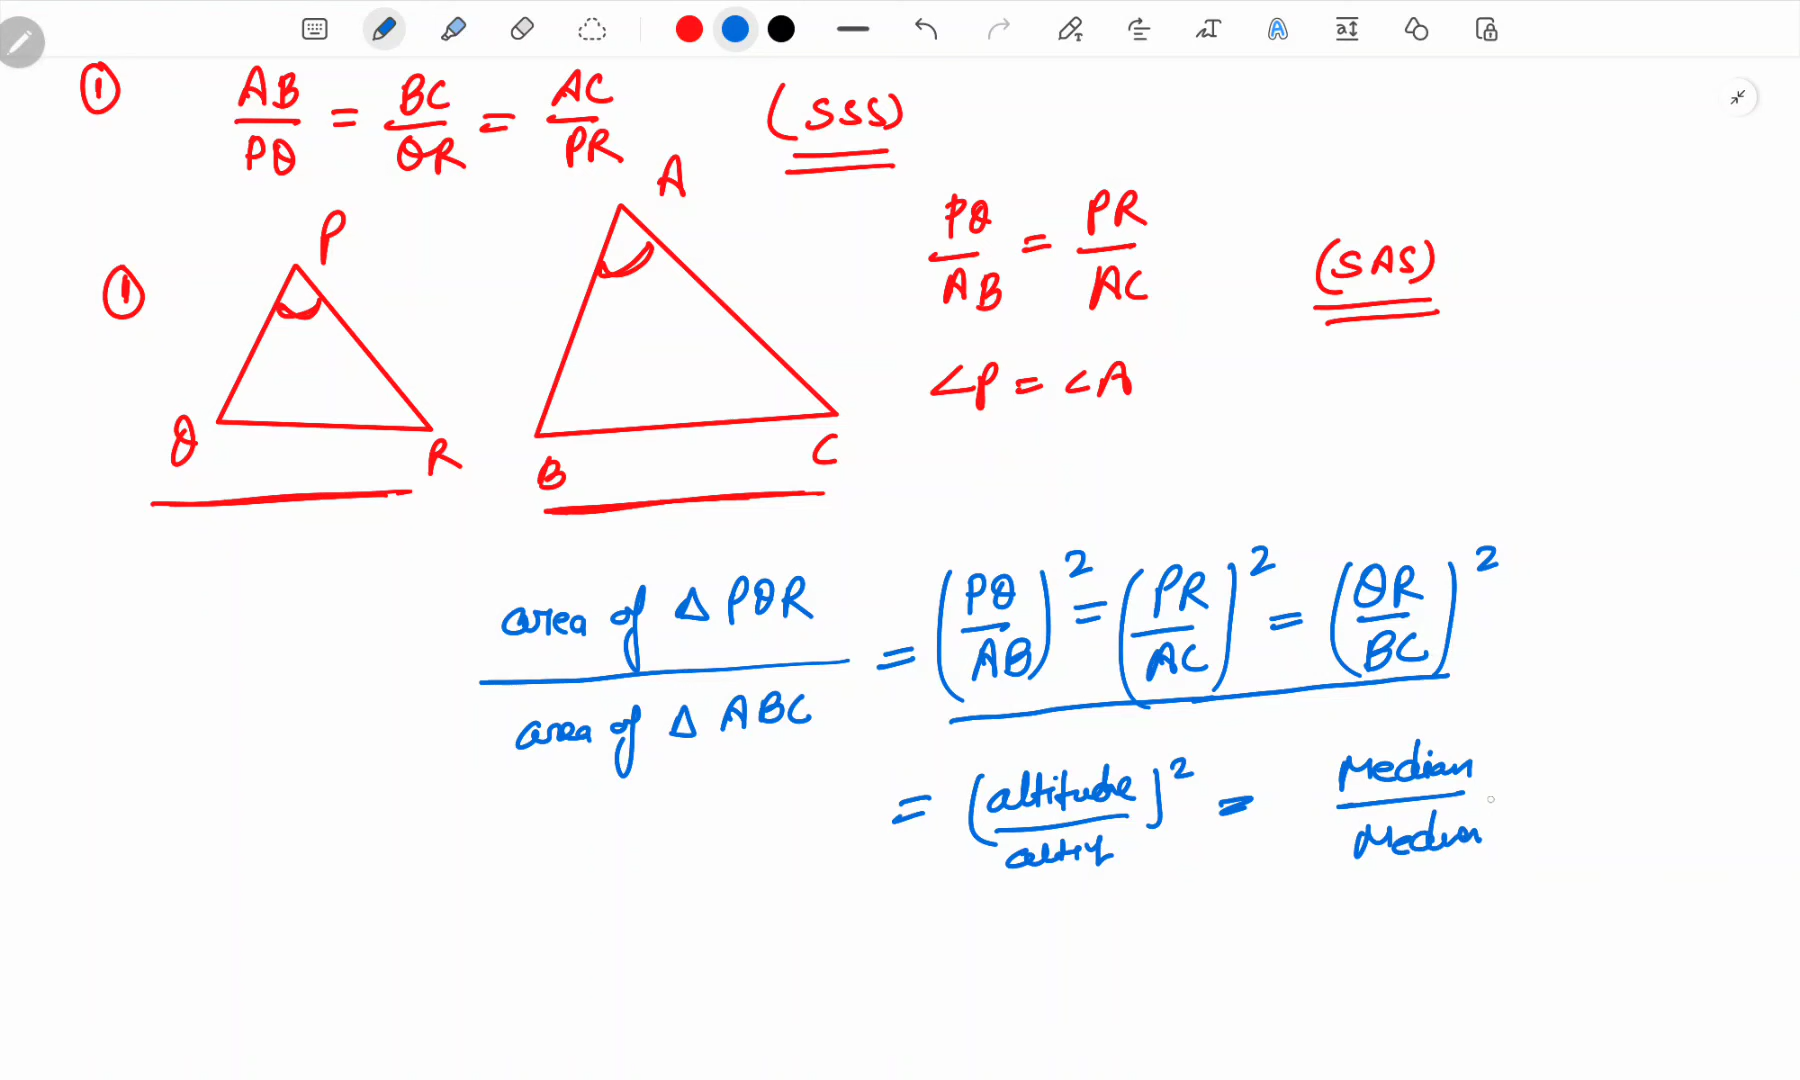 ① AB/PQ = BC/QR = AC/PR (SSS)
P A
① PQ/AB = PR/AC (SAS)
∠P = ∠A
Q R B C
area of Δ PQR / area of Δ ABC = (PQ/AB)² = (PR/AC)² = (QR/BC)²
= (altitude/altit)² = Median/Median